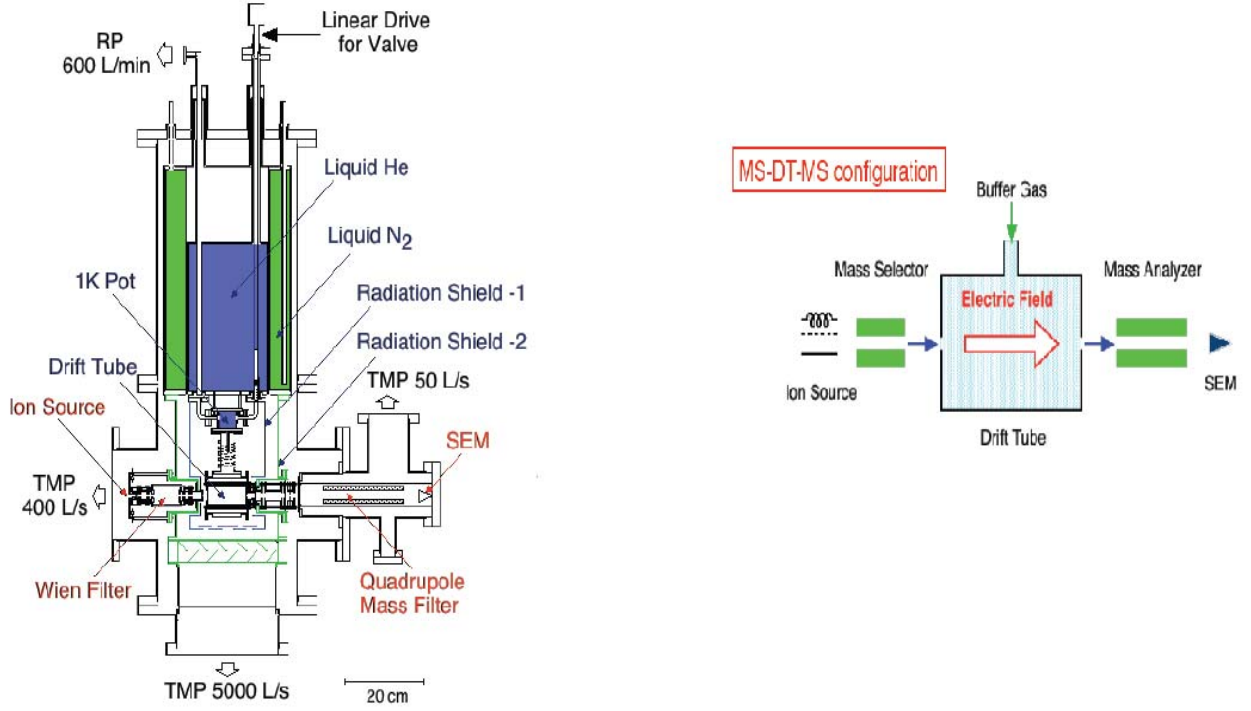 Linear Drive
for Valve
RP
600 L/min
Liquid He
Liquid N2
1K Pot
Radiation Shield -1
Radiation Shield -2
Drift Tube
TMP 50 L/s
Ion Source
SEM
TMP
400 L/s
Wien Filter
Quadrupole
Mass Filter
TMP 5000 L/s
20 cm
MS-DT-MS configuration
Buffer Gas
Mass Selector
Mass Analyzer
Electric Field
Ion Source
SEM
Drift Tube